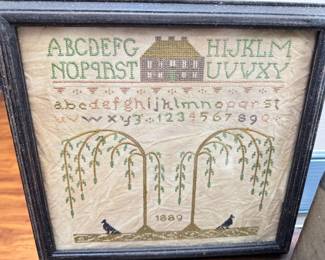 ABCDEFG HIJKLM
NOPQRST UVWXY
abcdefghijklmnopqrst
uvwxyz 1234567890
1889